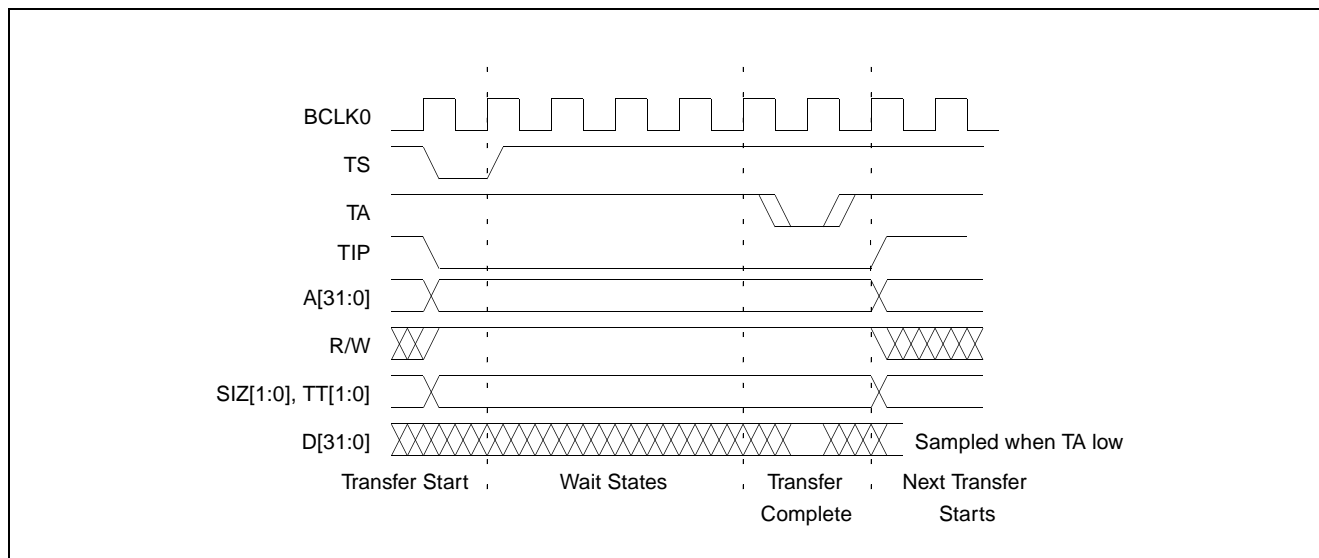 BCLK0
TS
TA
TIP
A[31:0]
R/W
SIZ[1:0], TT[1:0]
D[31:0]
Sampled when TA low
Transfer Start
Wait States
Transfer
Complete
Next Transfer
Starts